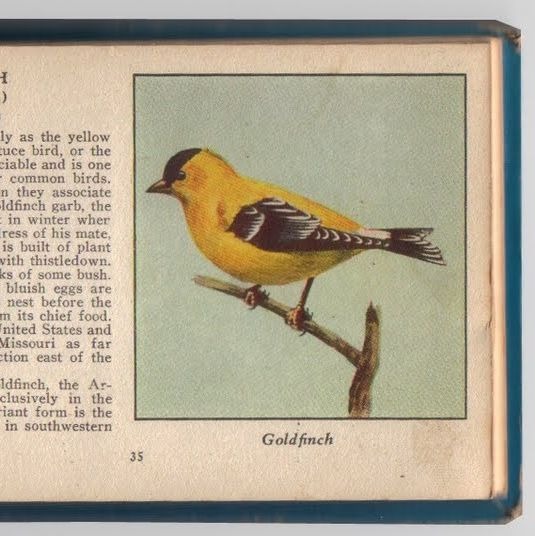 H
)
ly as the yellow
tuce bird, or the
ciable and is one
r common birds.
n they associate
oldfinch garb, the
t in winter wher
dress of his mate.
is built of plant
with thistledown.
ks of some bush.
bluish eggs are
nest before the
m its chief food.
United States and
Missouri as far
ction east of the
ldfinch, the Ar-
clusively in the
riant form is the
in southwestern
Goldfinch
35